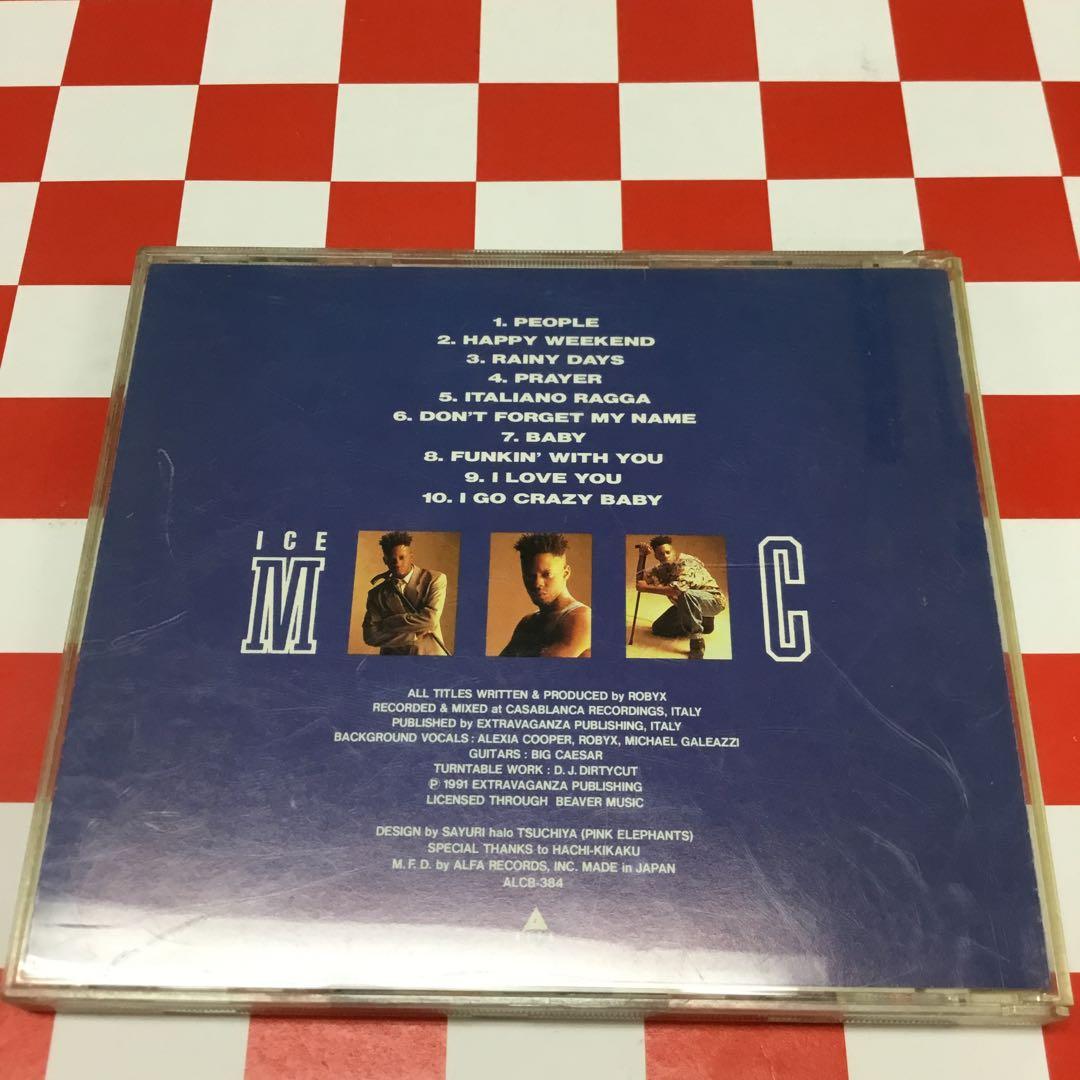 1. PEOPLE
2. HAPPY WEEKEND
3. RAINY DAYS
4. PRAYER
5. ITALIANO RAGGA
6. DON'T FORGET MY NAME
7. BABY
8. FUNKIN' WITH YOU
9. I LOVE YOU
10. I GO CRAZY BABY
ICE
M C
ALL TITLES WRITTEN & PRODUCED by ROBYX
RECORDED & MIXED at CASABLANCA RECORDINGS, ITALY
PUBLISHED by EXTRAVAGANZA PUBLISHING, ITALY
BACKGROUND VOCALS : ALEXIA COOPER, ROBYX, MICHAEL GALEAZZI
GUITARS : BIG CAESAR
TURNTABLE WORK : D. J. DIRTYCUT
℗ 1991 EXTRAVAGANZA PUBLISHING
LICENSED THROUGH BEAVER MUSIC
DESIGN by SAYURI halo TSUCHIYA (PINK ELEPHANTS)
SPECIAL THANKS to HACHI-KIKAKU
M. F. D. by ALFA RECORDS, INC. MADE in JAPAN
ALCB-384